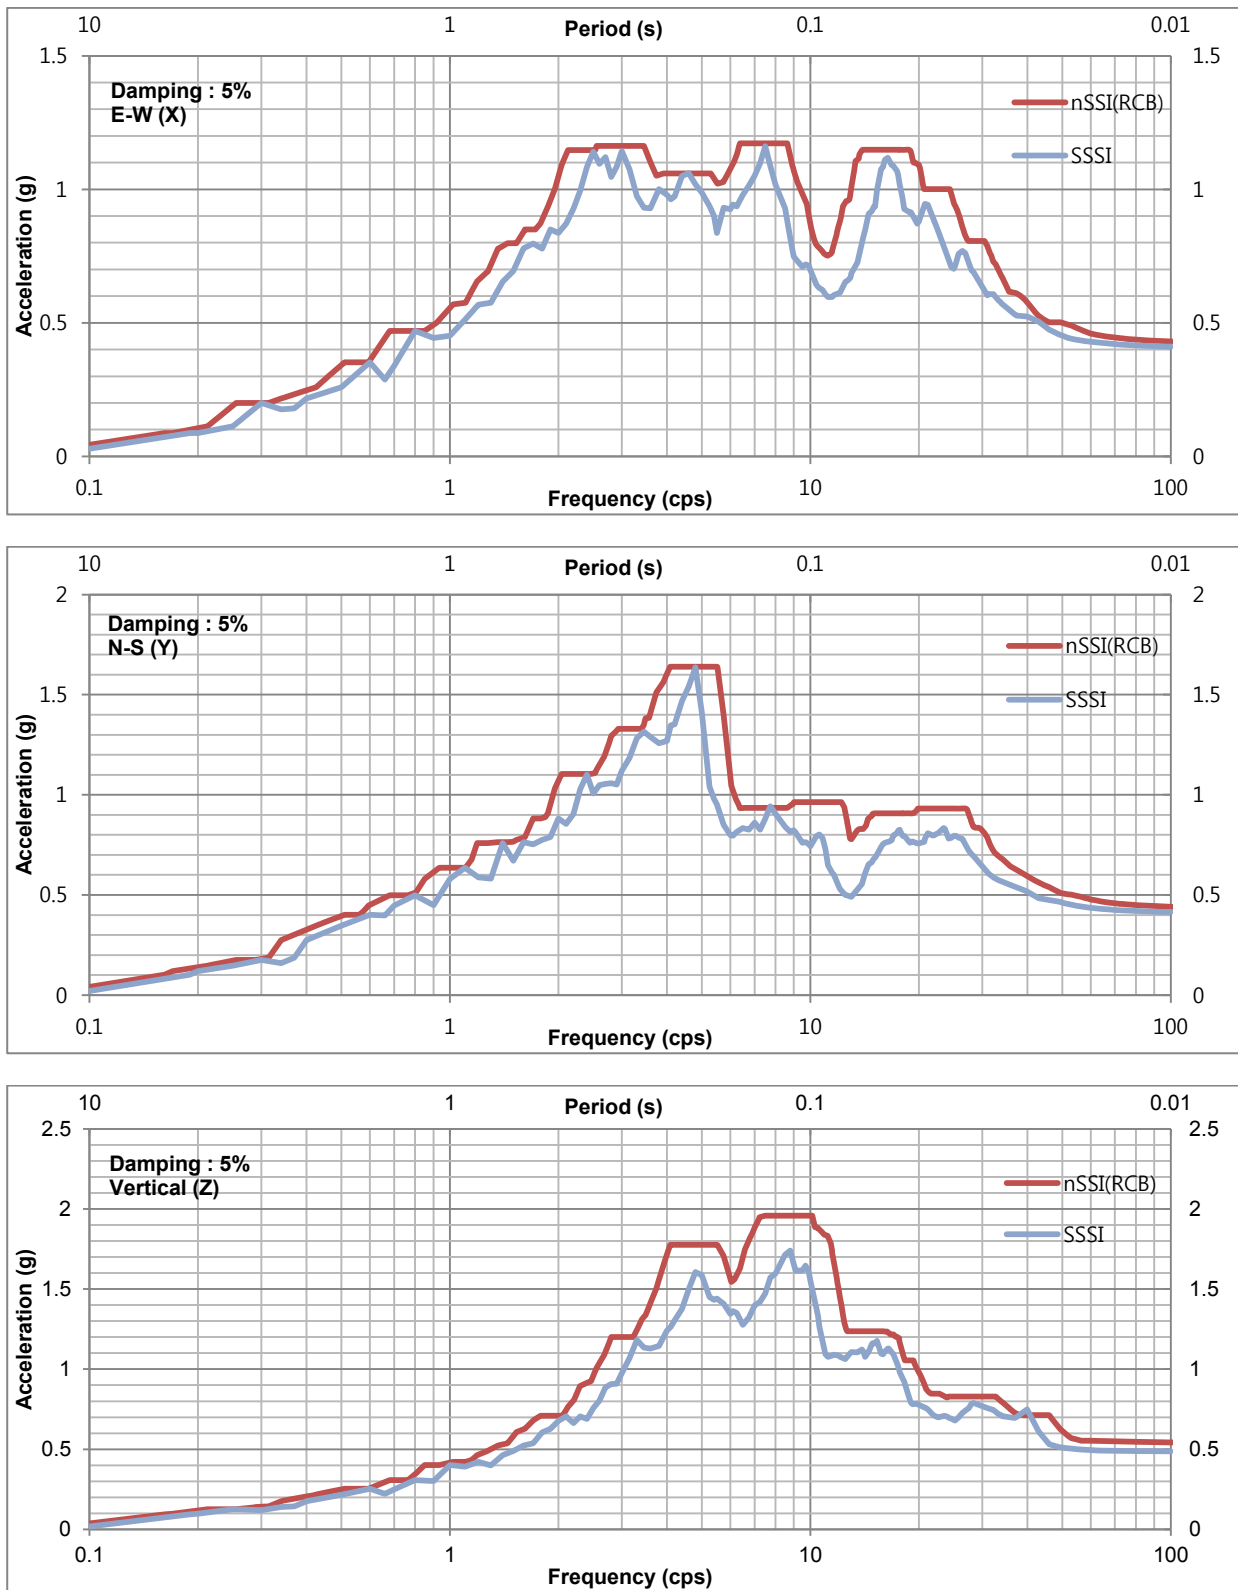 10 1 Period (s) 0.1 0.01
1.5 1.5
Damping : 5%
E-W (X)
nSSI(RCB)
SSSI
1 1
Acceleration (g)
0.5 0.5
0 0
0.1 1 Frequency (cps) 10 100
10 1 Period (s) 0.1 0.01
2 2
Damping : 5%
N-S (Y)
nSSI(RCB)
SSSI
1.5 1.5
1 1
Acceleration (g)
0.5 0.5
0 0
0.1 1 Frequency (cps) 10 100
10 1 Period (s) 0.1 0.01
2.5 2.5
Damping : 5%
Vertical (Z)
nSSI(RCB)
SSSI
2 2
1.5 1.5
Acceleration (g)
1 1
0.5 0.5
0 0
0.1 1 Frequency (cps) 10 100